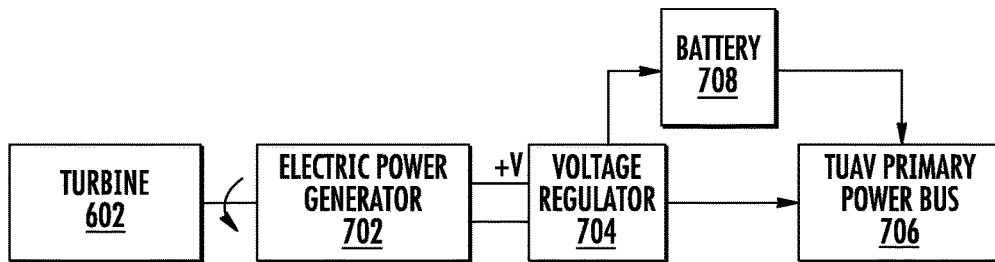 BATTERY
708
TURBINE
602
ELECTRIC POWER
GENERATOR
702
+V
VOLTAGE
REGULATOR
704
TUAV PRIMARY
POWER BUS
706